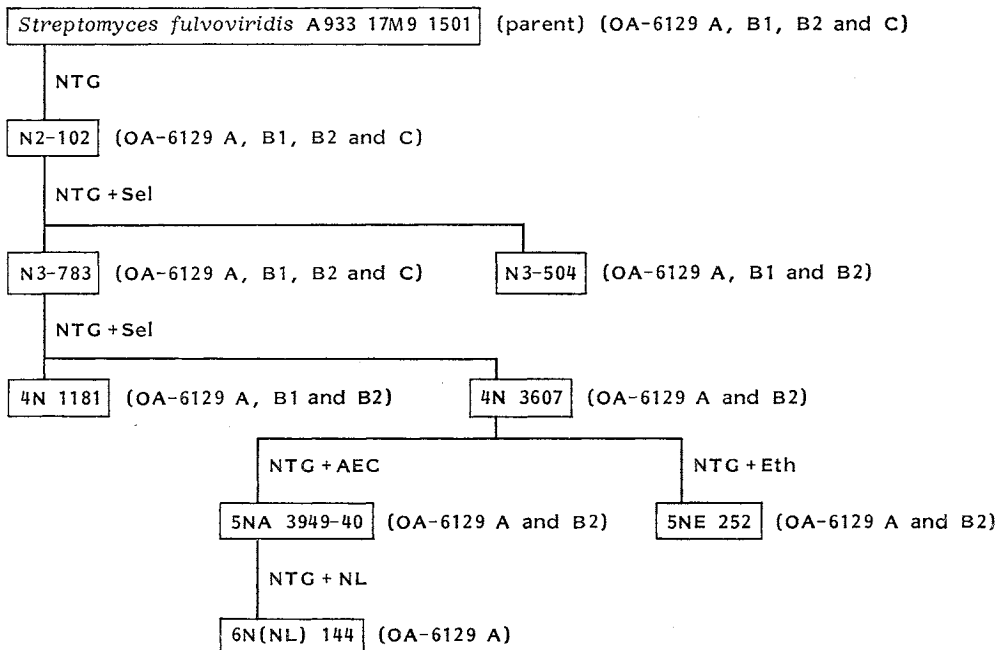 Streptomyces fulvoviridis A933 17M9 1501 (parent) (OA-6129 A, B1, B2 and C)
NTG
N2-102 (OA-6129 A, B1, B2 and C)
NTG +Sel
N3-783 (OA-6129 A, B1, B2 and C) N3-504 (OA-6129 A, B1 and B2)
NTG +Sel
4N 1181 (OA-6129 A, B1 and B2) 4N 3607 (OA-6129 A and B2)
NTG +AEC NTG +Eth
5NA 3949-40 (OA-6129 A and B2) 5NE 252 (OA-6129 A and B2)
NTG + NL
6N(NL) 144 (OA-6129 A)